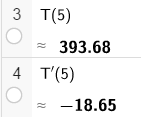 3 T(5)
≈ 393.68
4 T′(5)
≈ −18.65